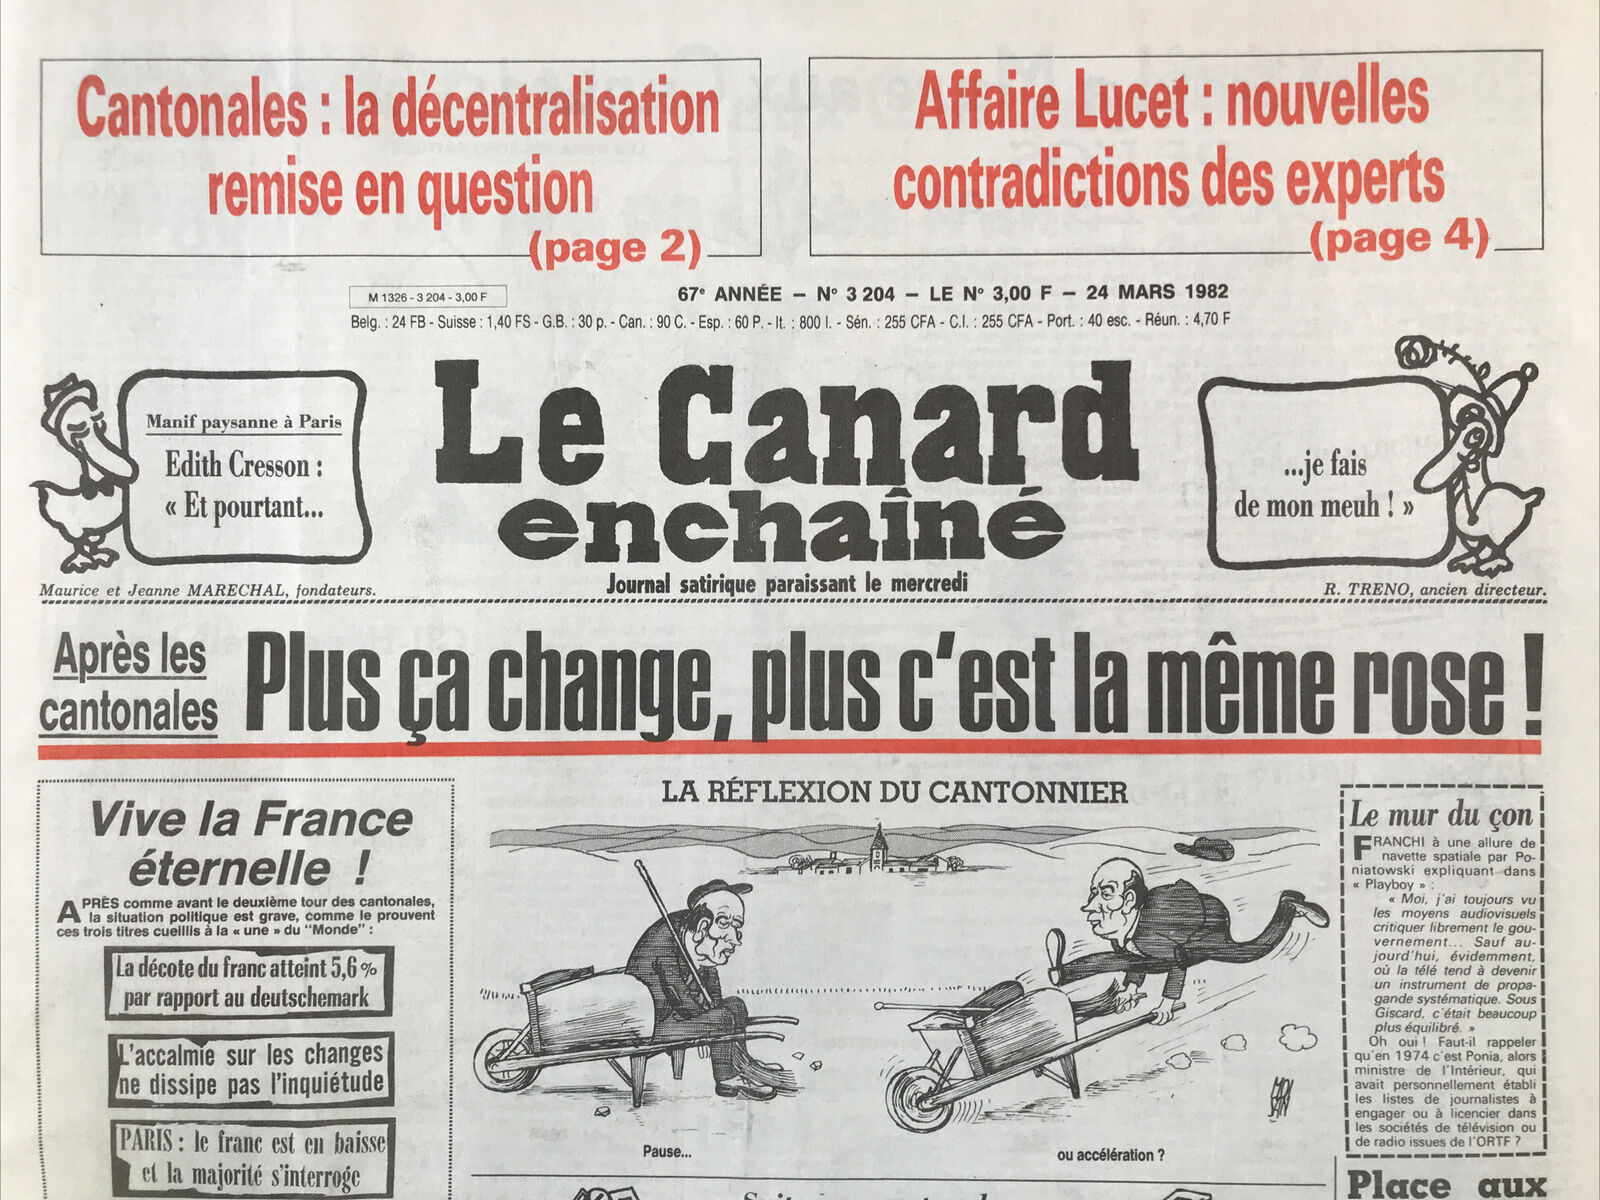 Cantonales : la décentralisation
remise en question
(page 2)
Affaire Lucet : nouvelles
contradictions des experts
(page 4)
M 1326 - 3 204 - 3,00 F
67e ANNÉE – No 3 204 – LE No 3,00 F – 24 MARS 1982
Belg. : 24 FB - Suisse : 1,40 FS - G.B. : 30 p. - Can. : 90 C. - Esp. : 60 P. - It. : 800 l. - Sén. : 255 CFA - C.I. : 255 CFA - Port. : 40 esc. - Réun. : 4,70 F
Manif paysanne à Paris
Edith Cresson :
« Et pourtant...
Le Canard
enchaîné
Journal satirique paraissant le mercredi
...je fais
de mon meuh ! »
Maurice et Jeanne MARECHAL, fondateurs.
R. TRENO, ancien directeur.
Après les
cantonales
Plus ça change, plus c'est la même rose !
Vive la France
éternelle !
APRÈS comme avant le deuxième tour des cantonales,
la situation politique est grave, comme le prouvent
ces trois titres cueillis à la « une » du "Monde" :
La décote du franc atteint 5,6 %
par rapport au deutschemark
L'accalmie sur les changes
ne dissipe pas l'inquiétude
PARIS : le franc est en baisse
et la majorité s'interroge
LA RÉFLEXION DU CANTONNIER
Pause...
ou accélération ?
Le mur du çon
FRANCHI à une allure de
navette spatiale par Po-
niatowski expliquant dans
« Playboy » :
« Moi, j'ai toujours vu
les moyens audiovisuels
critiquer librement le gou-
vernement... Sauf au-
jourd'hui, évidemment,
où la télé tend à devenir
un instrument de propa-
gande systématique. Sous
Giscard, c'était beaucoup
plus équilibré. »
Oh oui ! Faut-il rappeler
qu'en 1974 c'est Ponia, alors
ministre de l'Intérieur, qui
avait personnellement établi
les listes de journalistes à
engager ou à licencier dans
les sociétés de télévision ou
de radio issues de l'ORTF ?
Place aux